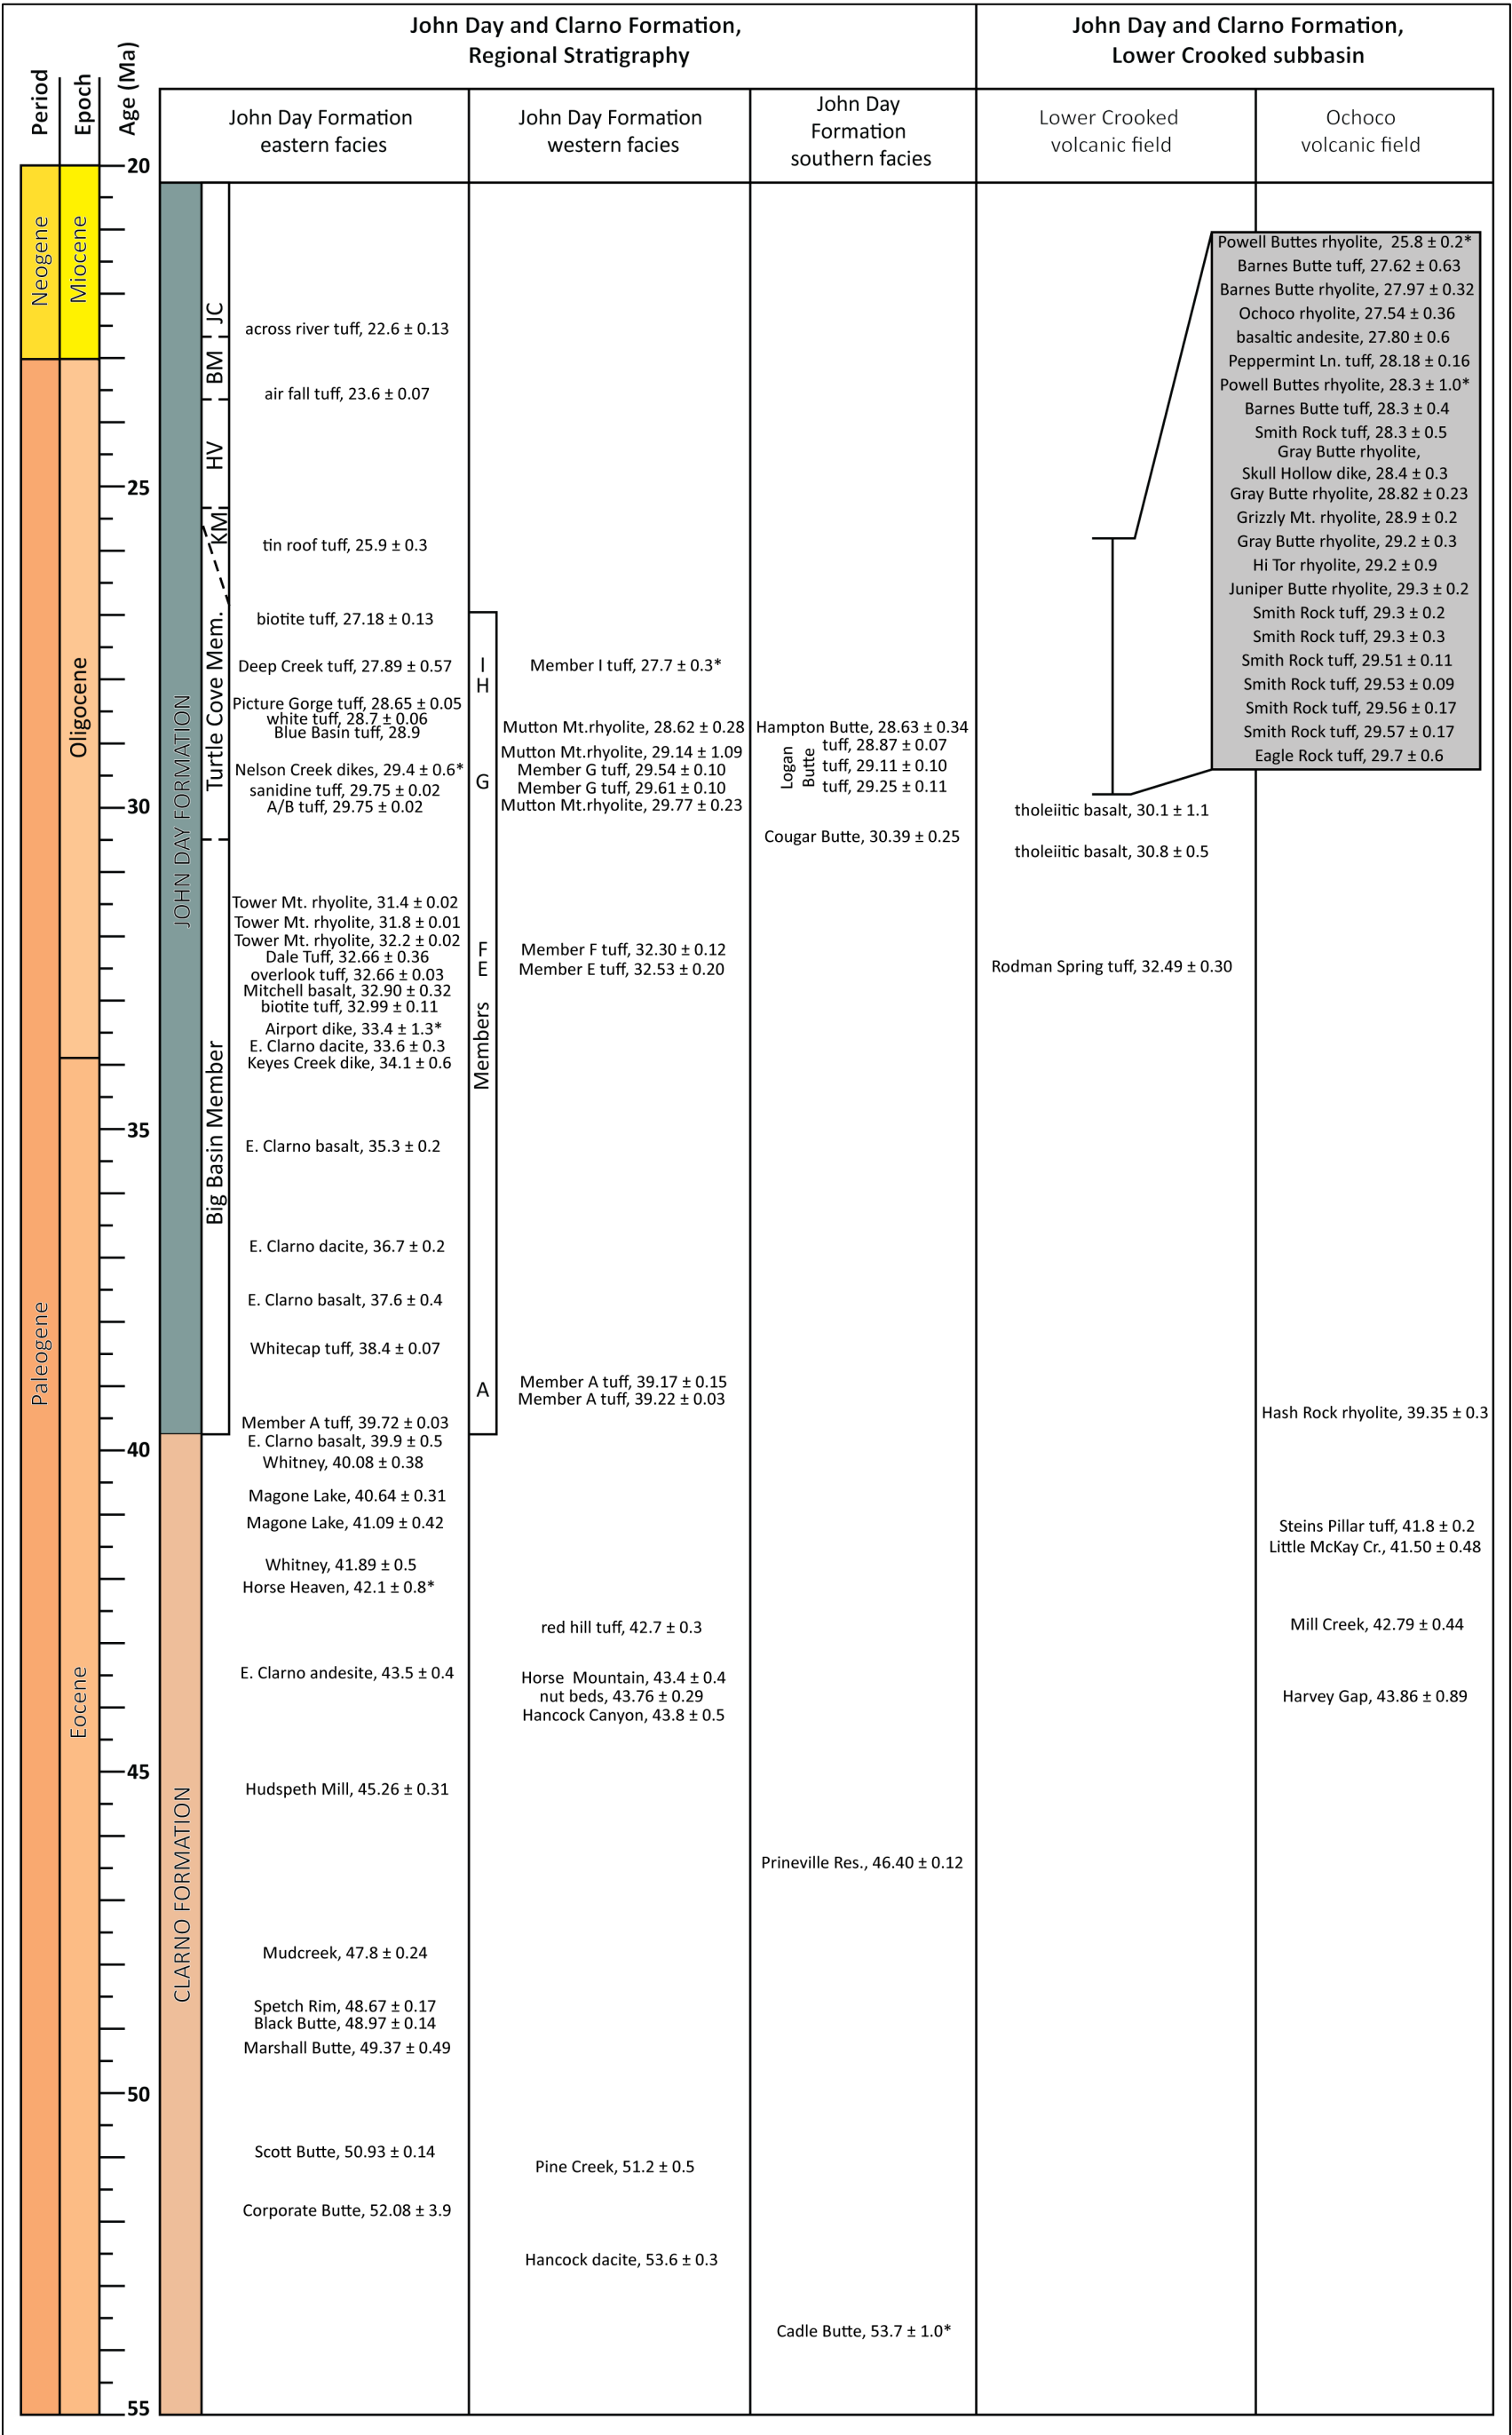 John Day and Clarno Formation,
Regional Stratigraphy
John Day and Clarno Formation,
Lower Crooked subbasin
Period
Epoch
Age (Ma)
John Day Formation
eastern facies
John Day Formation
western facies
John Day
Formation
southern facies
Lower Crooked
volcanic field
Ochoco
volcanic field
20
25
30
35
40
45
50
55
Neogene
Paleogene
Miocene
Oligocene
Eocene
JOHN DAY FORMATION
CLARNO FORMATION
JC
BM
HV
KM
Turtle Cove Mem.
Big Basin Member
across river tuff, 22.6 ± 0.13
air fall tuff, 23.6 ± 0.07
tin roof tuff, 25.9 ± 0.3
biotite tuff, 27.18 ± 0.13
Deep Creek tuff, 27.89 ± 0.57
Picture Gorge tuff, 28.65 ± 0.05
white tuff, 28.7 ± 0.06
Blue Basin tuff, 28.9
Nelson Creek dikes, 29.4 ± 0.6*
sanidine tuff, 29.75 ± 0.02
A/B tuff, 29.75 ± 0.02
Tower Mt. rhyolite, 31.4 ± 0.02
Tower Mt. rhyolite, 31.8 ± 0.01
Tower Mt. rhyolite, 32.2 ± 0.02
Dale Tuff, 32.66 ± 0.36
overlook tuff, 32.66 ± 0.03
Mitchell basalt, 32.90 ± 0.32
biotite tuff, 32.99 ± 0.11
Airport dike, 33.4 ± 1.3*
E. Clarno dacite, 33.6 ± 0.3
Keyes Creek dike, 34.1 ± 0.6
E. Clarno basalt, 35.3 ± 0.2
E. Clarno dacite, 36.7 ± 0.2
E. Clarno basalt, 37.6 ± 0.4
Whitecap tuff, 38.4 ± 0.07
Member A tuff, 39.72 ± 0.03
E. Clarno basalt, 39.9 ± 0.5
Whitney, 40.08 ± 0.38
Magone Lake, 40.64 ± 0.31
Magone Lake, 41.09 ± 0.42
Whitney, 41.89 ± 0.5
Horse Heaven, 42.1 ± 0.8*
E. Clarno andesite, 43.5 ± 0.4
Hudspeth Mill, 45.26 ± 0.31
Mudcreek, 47.8 ± 0.24
Spetch Rim, 48.67 ± 0.17
Black Butte, 48.97 ± 0.14
Marshall Butte, 49.37 ± 0.49
Scott Butte, 50.93 ± 0.14
Corporate Butte, 52.08 ± 3.9
I
H
G
F
E
Members
A
Member I tuff, 27.7 ± 0.3*
Mutton Mt.rhyolite, 28.62 ± 0.28
Mutton Mt.rhyolite, 29.14 ± 1.09
Member G tuff, 29.54 ± 0.10
Member G tuff, 29.61 ± 0.10
Mutton Mt.rhyolite, 29.77 ± 0.23
Member F tuff, 32.30 ± 0.12
Member E tuff, 32.53 ± 0.20
Member A tuff, 39.17 ± 0.15
Member A tuff, 39.22 ± 0.03
red hill tuff, 42.7 ± 0.3
Horse Mountain, 43.4 ± 0.4
nut beds, 43.76 ± 0.29
Hancock Canyon, 43.8 ± 0.5
Pine Creek, 51.2 ± 0.5
Hancock dacite, 53.6 ± 0.3
Hampton Butte, 28.63 ± 0.34
Logan
Butte
tuff, 28.87 ± 0.07
tuff, 29.11 ± 0.10
tuff, 29.25 ± 0.11
Cougar Butte, 30.39 ± 0.25
Prineville Res., 46.40 ± 0.12
Cadle Butte, 53.7 ± 1.0*
tholeiitic basalt, 30.1 ± 1.1
tholeiitic basalt, 30.8 ± 0.5
Rodman Spring tuff, 32.49 ± 0.30
Powell Buttes rhyolite, 25.8 ± 0.2*
Barnes Butte tuff, 27.62 ± 0.63
Barnes Butte rhyolite, 27.97 ± 0.32
Ochoco rhyolite, 27.54 ± 0.36
basaltic andesite, 27.80 ± 0.6
Peppermint Ln. tuff, 28.18 ± 0.16
Powell Buttes rhyolite, 28.3 ± 1.0*
Barnes Butte tuff, 28.3 ± 0.4
Smith Rock tuff, 28.3 ± 0.5
Gray Butte rhyolite,
Skull Hollow dike, 28.4 ± 0.3
Gray Butte rhyolite, 28.82 ± 0.23
Grizzly Mt. rhyolite, 28.9 ± 0.2
Gray Butte rhyolite, 29.2 ± 0.3
Hi Tor rhyolite, 29.2 ± 0.9
Juniper Butte rhyolite, 29.3 ± 0.2
Smith Rock tuff, 29.3 ± 0.2
Smith Rock tuff, 29.3 ± 0.3
Smith Rock tuff, 29.51 ± 0.11
Smith Rock tuff, 29.53 ± 0.09
Smith Rock tuff, 29.56 ± 0.17
Smith Rock tuff, 29.57 ± 0.17
Eagle Rock tuff, 29.7 ± 0.6
Hash Rock rhyolite, 39.35 ± 0.3
Steins Pillar tuff, 41.8 ± 0.2
Little McKay Cr., 41.50 ± 0.48
Mill Creek, 42.79 ± 0.44
Harvey Gap, 43.86 ± 0.89